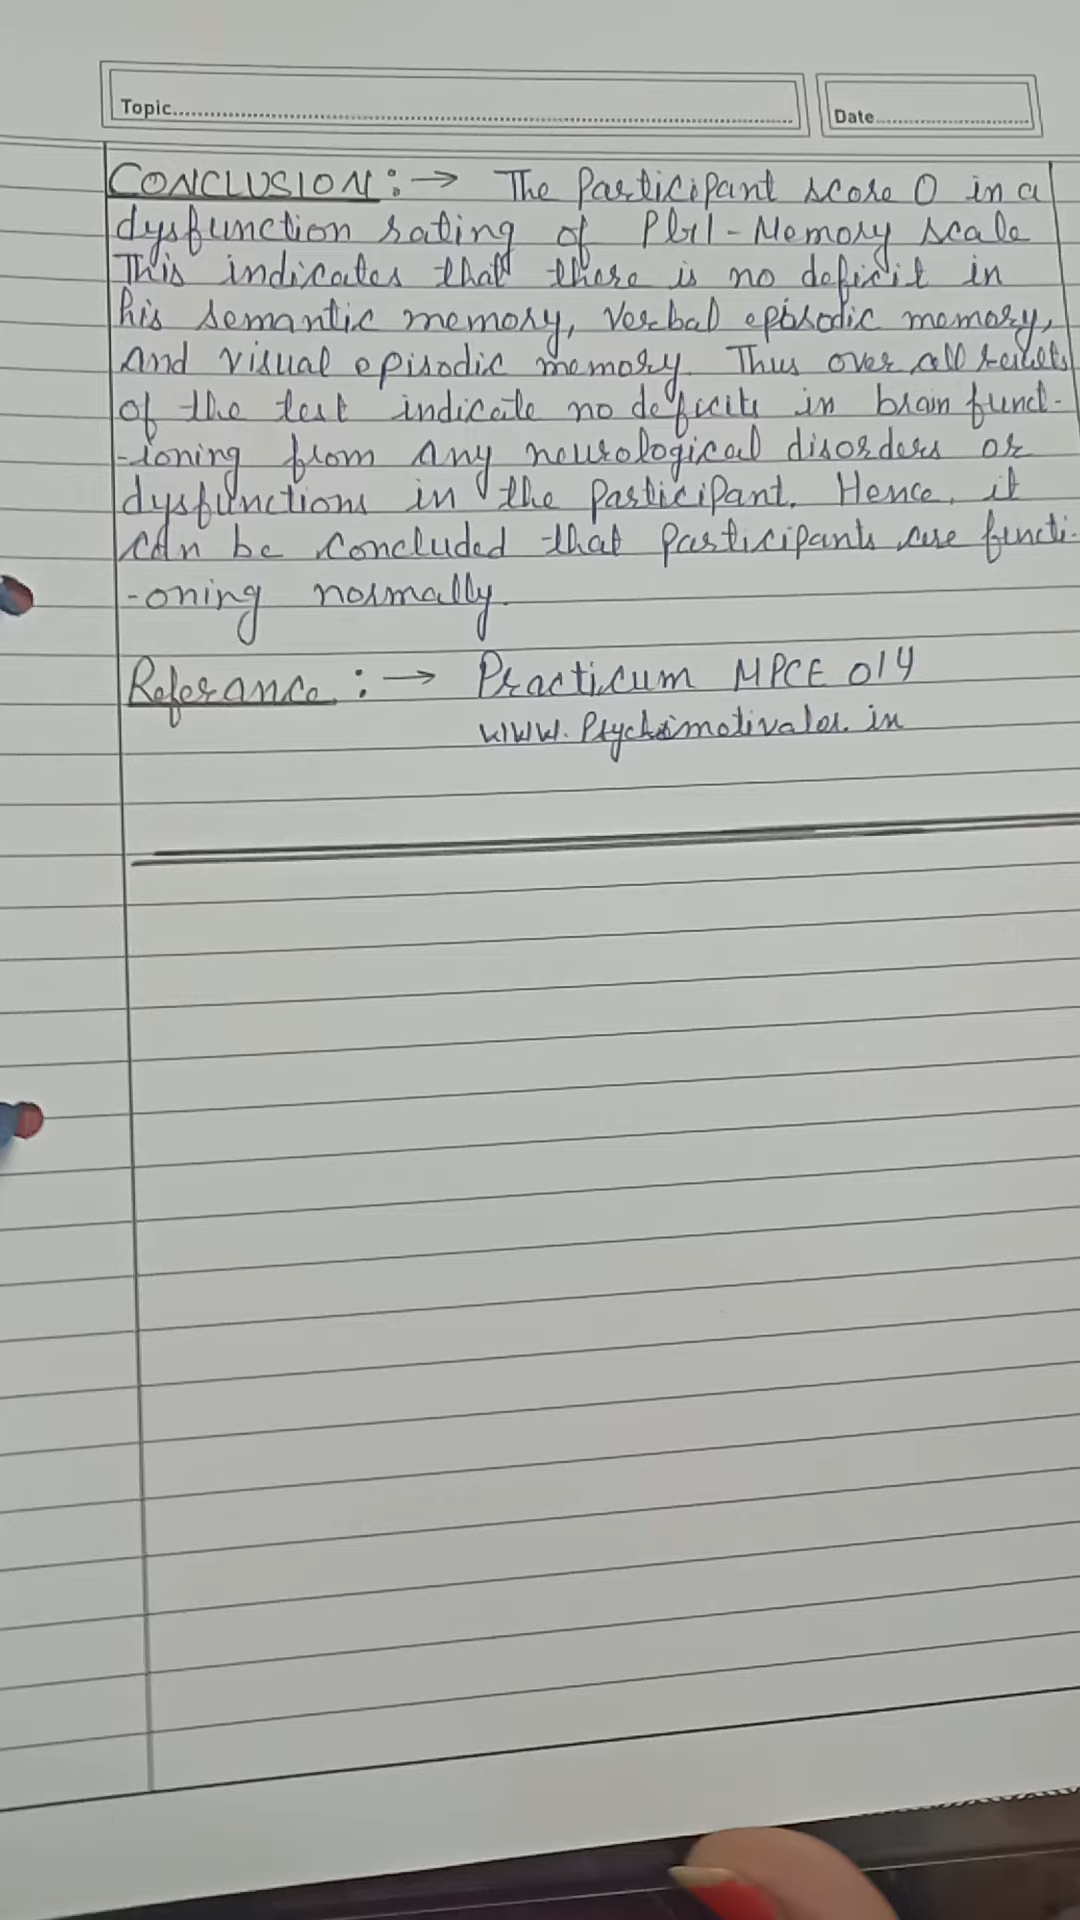 Topic
Date
CONCLUSION :→ The Participant score 0 in a
dysfunction rating of PGI-Memory scale
This indicates that there is no deficit in
his semantic memory, Verbal episodic memory,
and visual episodic memory. Thus over all results
of the test indicate no deficits in brain funct-
-ioning from any neurological disorders or
dysfunctions in the participant. Hence, it
can be concluded that participants are functi-
-oning normally.
Referance :→ Practicum MPCE 014
www.Psychomotivater.in